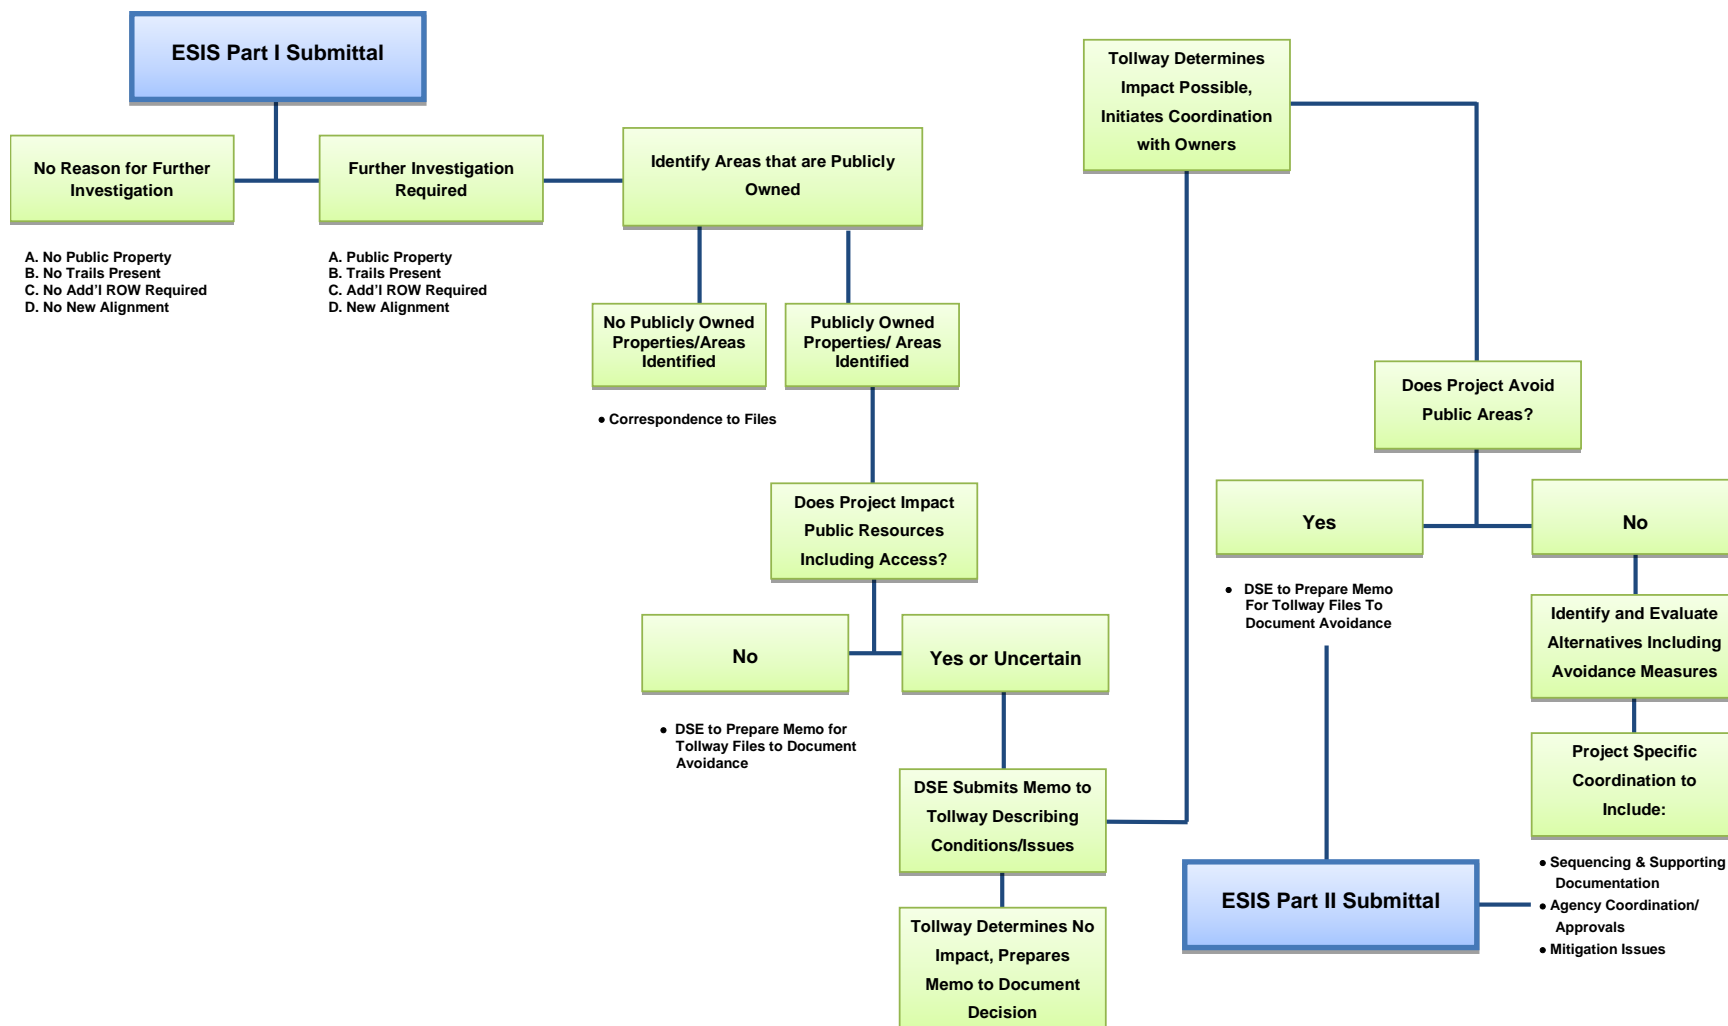 ESIS Part I Submittal
No Reason for Further
Investigation
A. No Public Property
B. No Trails Present
C. No Add'l ROW Required
D. No New Alignment
Further Investigation
Required
A. Public Property
B. Trails Present
C. Add'l ROW Required
D. New Alignment
Identify Areas that are Publicly
Owned
No Publicly Owned
Properties/Areas
Identified
● Correspondence to Files
Publicly Owned
Properties/ Areas
Identified
Does Project Impact
Public Resources
Including Access?
No
● DSE to Prepare Memo for
Tollway Files to Document
Avoidance
Yes or Uncertain
DSE Submits Memo to
Tollway Describing
Conditions/Issues
Tollway Determines No
Impact, Prepares
Memo to Document
Decision
Tollway Determines
Impact Possible,
Initiates Coordination
with Owners
Does Project Avoid
Public Areas?
Yes
● DSE to Prepare Memo
For Tollway Files To
Document Avoidance
No
Identify and Evaluate
Alternatives Including
Avoidance Measures
Project Specific
Coordination to
Include:
● Sequencing & Supporting
Documentation
● Agency Coordination/
Approvals
● Mitigation Issues
ESIS Part II Submittal